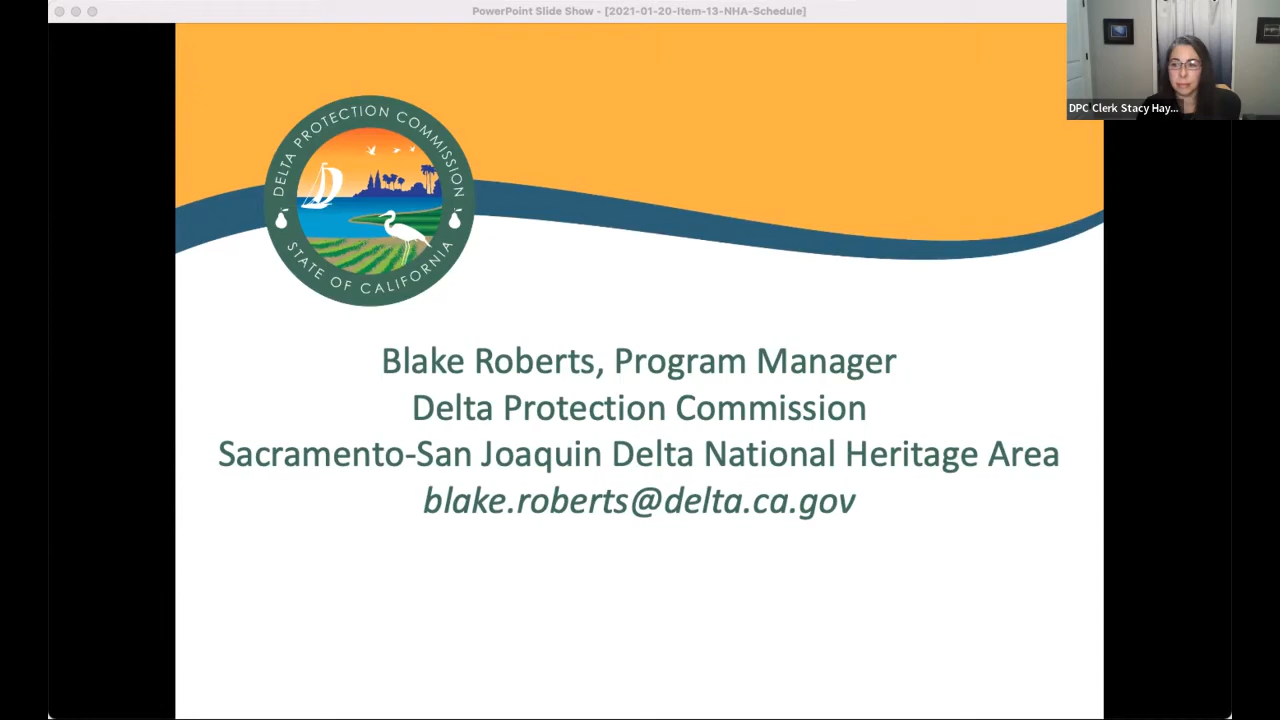 PowerPoint Slide Show - [2021-01-20-Item-13-NHA-Schedule]
DPC Clerk Stacy Hay...
DELTA PROTECTION COMMISSION
STATE OF CALIFORNIA
Blake Roberts, Program Manager
Delta Protection Commission
Sacramento-San Joaquin Delta National Heritage Area
blake.roberts@delta.ca.gov